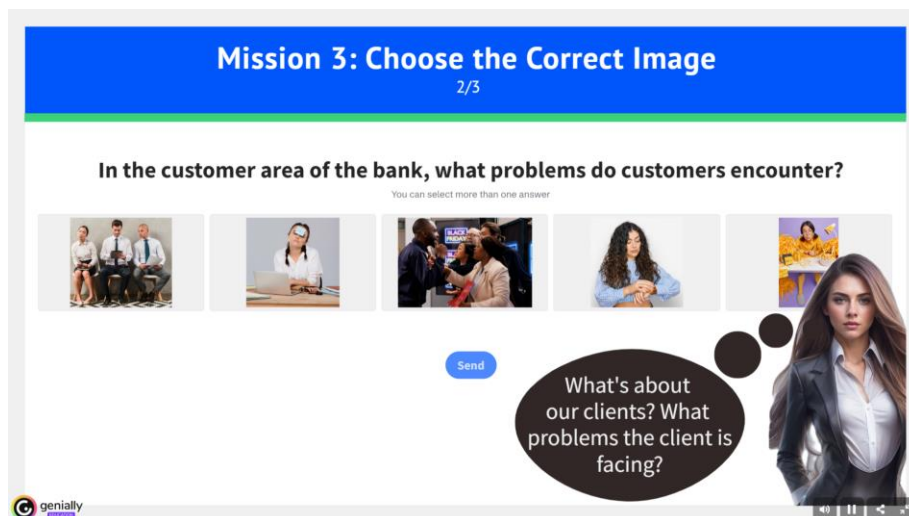 Mission 3: Choose the Correct Image
2/3
In the customer area of the bank, what problems do customers encounter?
You can select more than one answer
BLACK
FRIDAY
Send
What's about
our clients? What
problems the client is
facing?
genially